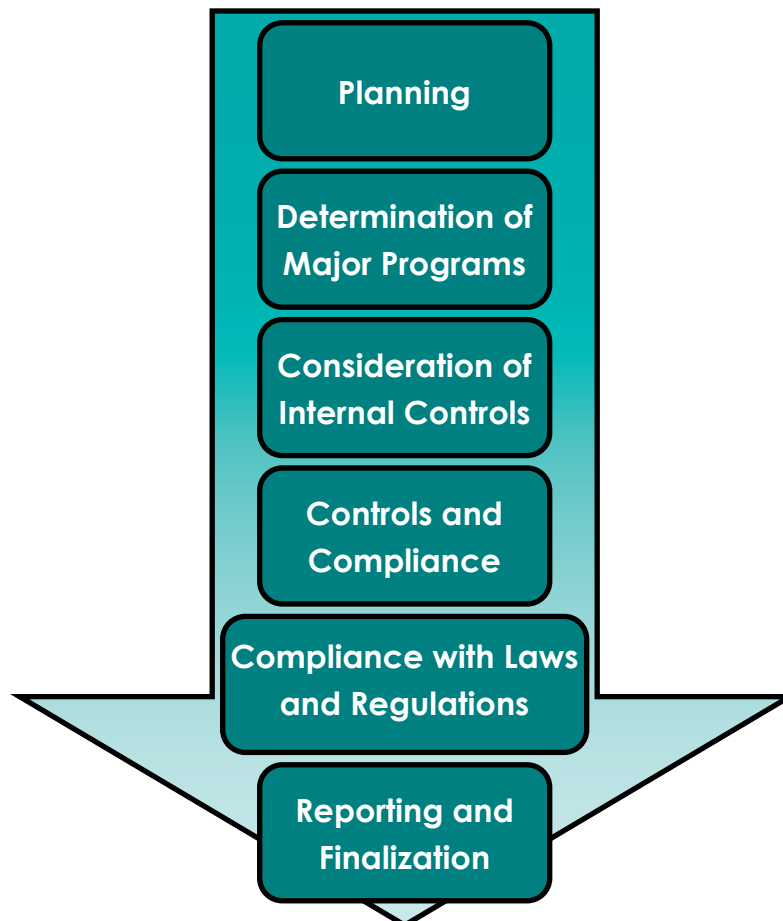 Planning
Determination of
Major Programs
Consideration of
Internal Controls
Controls and
Compliance
Compliance with Laws
and Regulations
Reporting and
Finalization